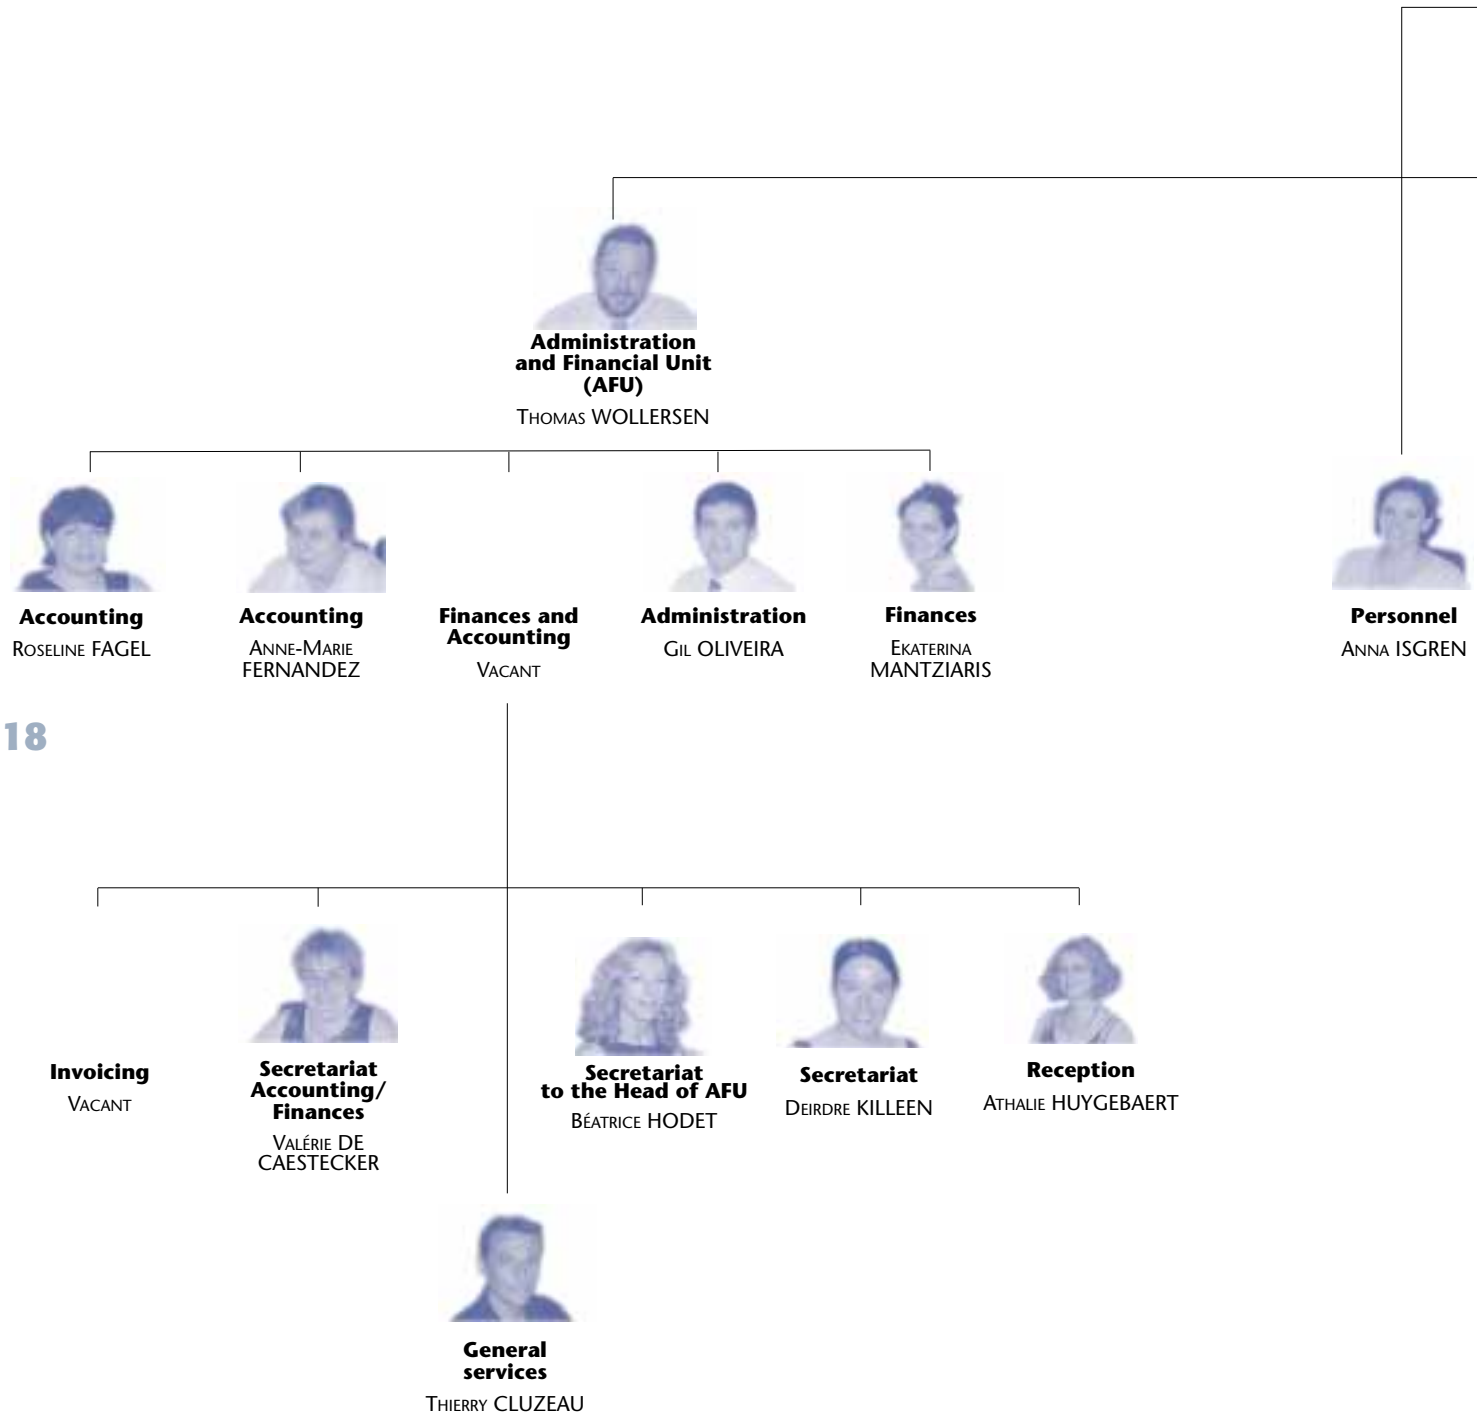 Administration
and Financial Unit
(AFU)
THOMAS WOLLERSEN
Accounting
ROSELINE FAGEL
Accounting
ANNE-MARIE
FERNANDEZ
Finances and
Accounting
VACANT
Administration
GIL OLIVEIRA
Finances
EKATERINA
MANTZIARIS
Personnel
ANNA ISGREN
18
Invoicing
VACANT
Secretariat
Accounting/
Finances
VALÉRIE DE
CAESTECKER
Secretariat
to the Head of AFU
BÉATRICE HODET
Secretariat
DEIRDRE KILLEEN
Reception
ATHALIE HUYGEBAERT
General
services
THIERRY CLUZEAU